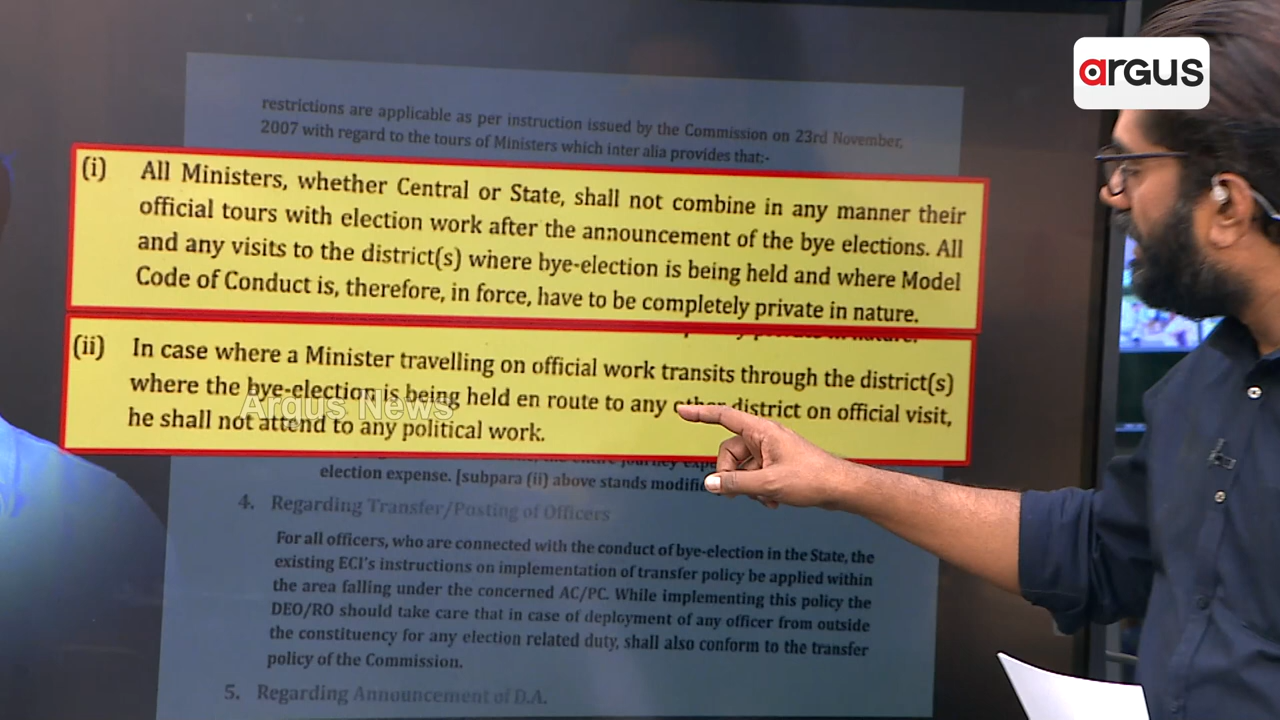 argus
restrictions are applicable as per instruction issued by the Commission on 23rd November,
2007 with regard to the tours of Ministers which inter alia provides that:-
(i) All Ministers, whether Central or State, shall not combine in any manner their
official tours with election work after the announcement of the bye elections. All
and any visits to the district(s) where bye-election is being held and where Model
Code of Conduct is, therefore, in force, have to be completely private in nature.
(ii) In case where a Minister travelling on official work transits through the district(s)
where the bye-election is being held en route to any other district on official visit,
he shall not attend to any political work.
Argus News
election expense. [subpara (ii) above stands
4. Regarding Transfer/Posting of Officers
For all officers, who are connected with the conduct of bye-election in the State, the
existing ECI's instructions on implementation of transfer policy be applied within
the area falling under the concerned AC/PC. While implementing this policy the
DEO/RO should take care that in case of deployment of any officer from outside
the constituency for any election related duty, shall also conform to the transfer
policy of the Commission.
5. Regarding Announcement of D.A.